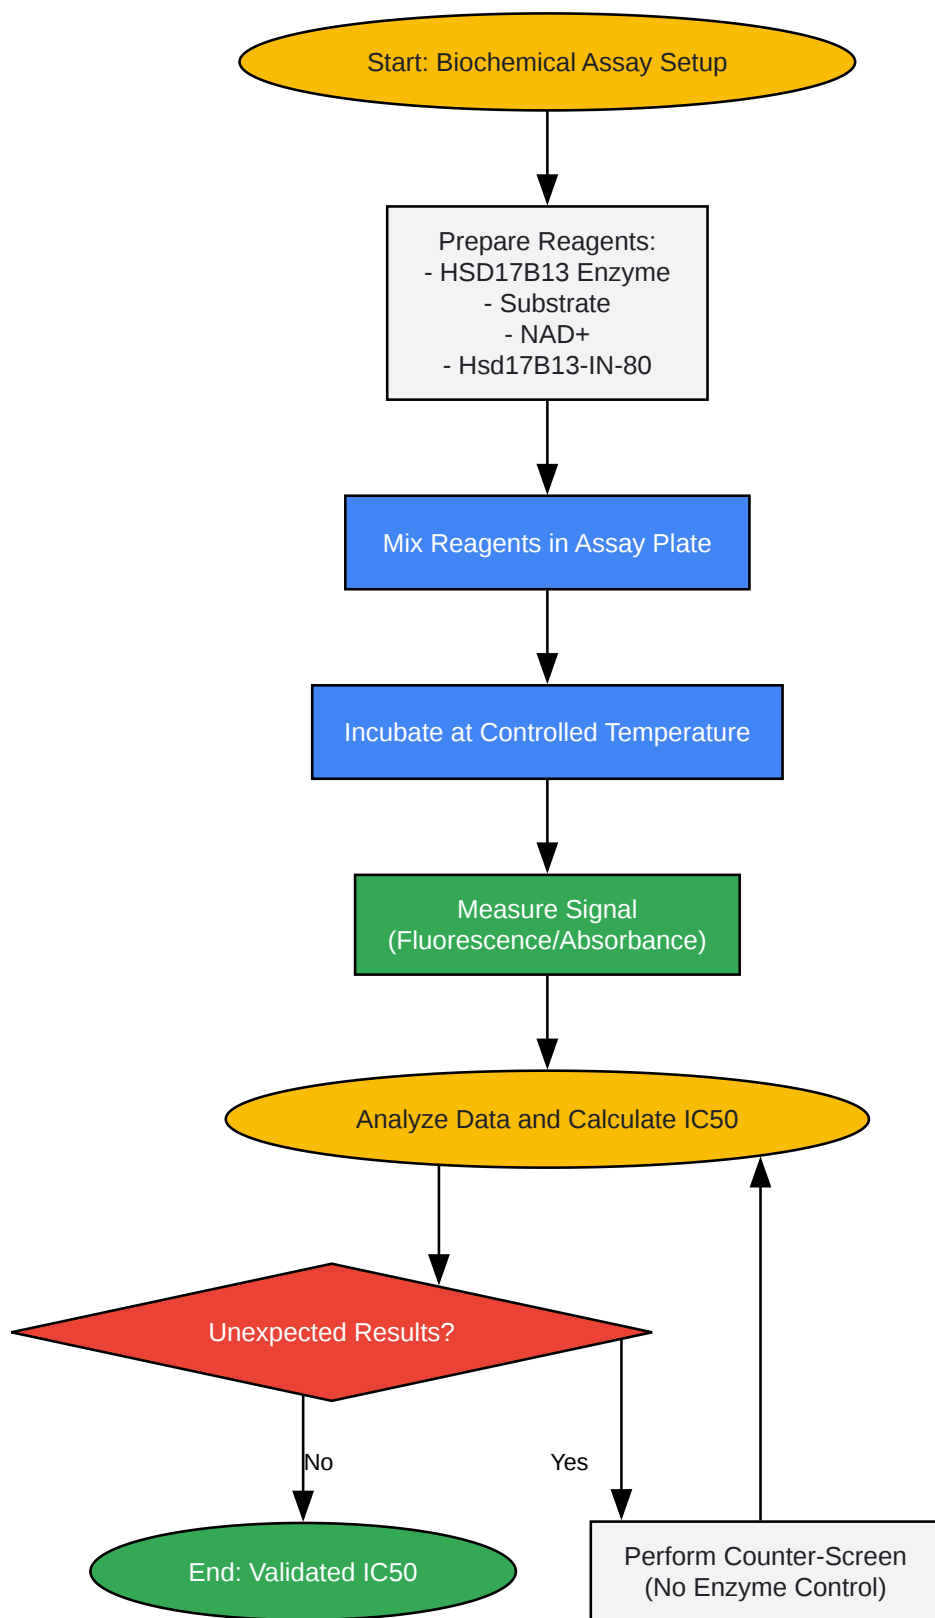 Start: Biochemical Assay Setup
Prepare Reagents:
- HSD17B13 Enzyme
- Substrate
- NAD+
- Hsd17B13-IN-80
Mix Reagents in Assay Plate
Incubate at Controlled Temperature
Measure Signal
(Fluorescence/Absorbance)
Analyze Data and Calculate IC50
Unexpected Results?
No
Yes
End: Validated IC50
Perform Counter-Screen
(No Enzyme Control)